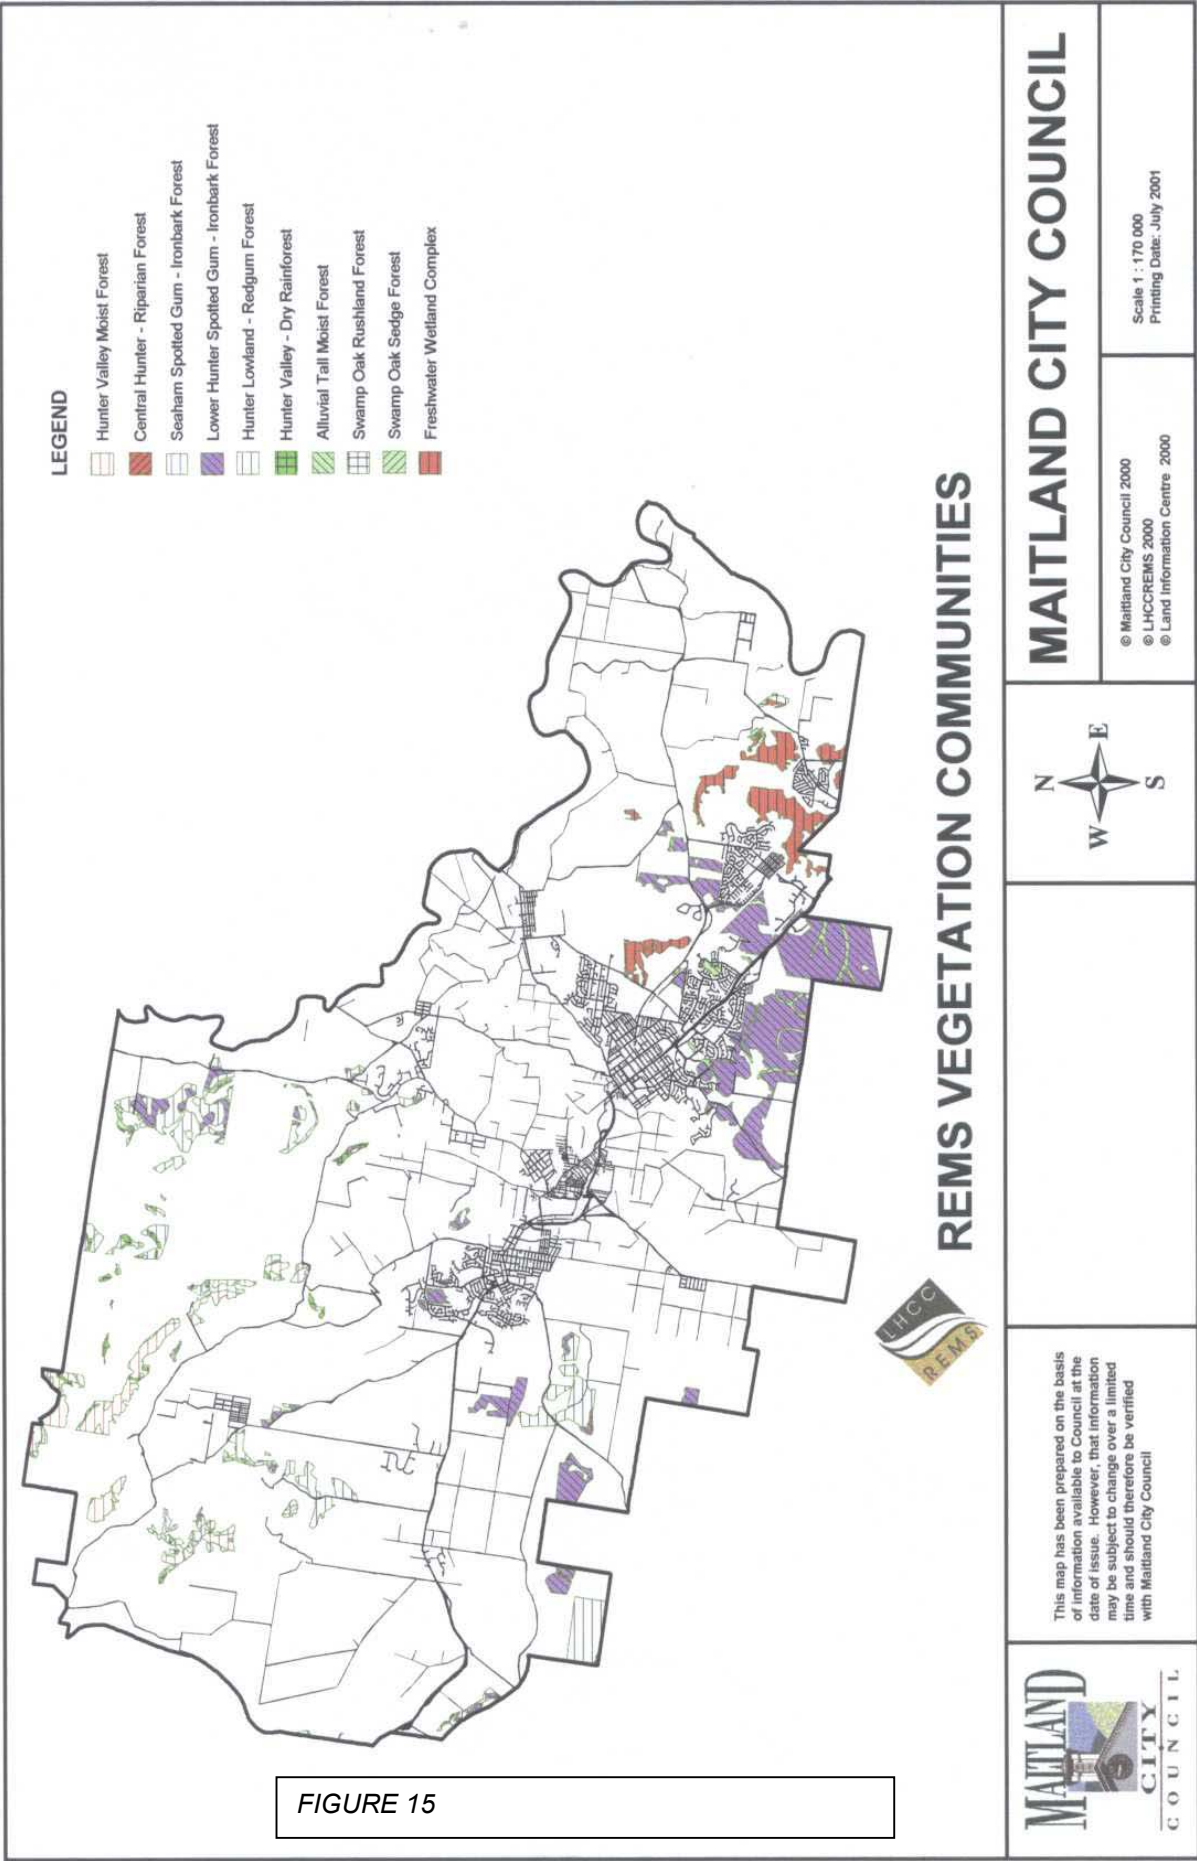 LEGEND
Hunter Valley Moist Forest
Central Hunter - Riparian Forest
Seaham Spotted Gum - Ironbark Forest
Lower Hunter Spotted Gum - Ironbark Forest
Hunter Lowland - Redgum Forest
Hunter Valley - Dry Rainforest
Alluvial Tall Moist Forest
Swamp Oak Rushland Forest
Swamp Oak Sedge Forest
Freshwater Wetland Complex
LHCC
REMS
REMS VEGETATION COMMUNITIES
MAITLAND
CITY
COUNCIL
This map has been prepared on the basis
of information available to Council at the
date of issue. However, that information
may be subject to change over a limited
time and should therefore be verified
with Maitland City Council
N
W
E
S
MAITLAND CITY COUNCIL
© Maitland City Council 2000
© LHCCREMS 2000
© Land Information Centre 2000
Scale 1 : 170 000
Printing Date: July 2001
FIGURE 15